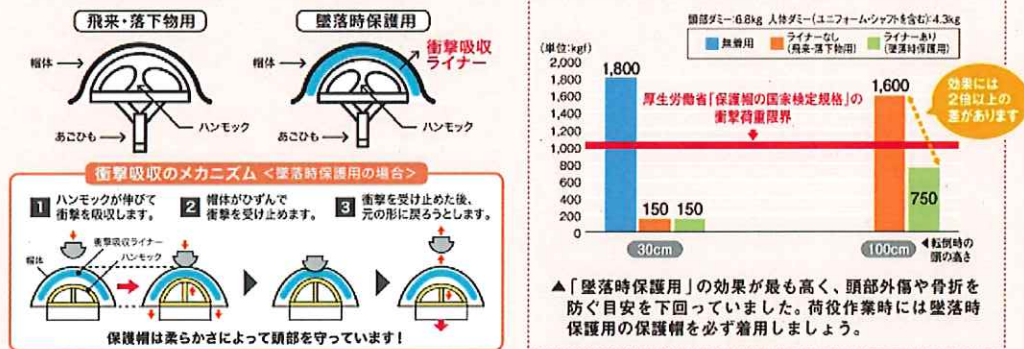 飛来・落下物用
墜落時保護用
衝撃吸収
ライナー
帽体
帽体
ハンモック
ハンモック
あごひも
あごひも
衝撃吸収のメカニズム <墜落時保護用の場合>
1 ハンモックが伸びて
衝撃を吸収します。
2 帽体がひずんで
衝撃を受け止めます。
3 衝撃を受け止めた後、
元の形に戻ろうとします。
衝撃吸収ライナー
帽体
ハンモック
保護帽は柔らかさによって頭部を守っています!
頭部ダミー:6.8kg 人体ダミー(ユニフォーム・シャフトを含む):4.3kg
(単位:kgf)
無着用
ライナーなし
(飛来・落下物用)
ライナーあり
(墜落時保護用)
2,000
1,800
1,600
1,400
1,200
1,000
800
600
400
200
0
1,800
150
150
1,600
750
厚生労働省「保護帽の国家検定規格」の
衝撃荷重限界
効果には
2倍以上の
差があります
30cm
100cm
◀転倒時の
頭の高さ
▲「墜落時保護用」の効果が最も高く、頭部外傷や骨折を
防ぐ目安を下回っていました。荷役作業時には墜落時
保護用の保護帽を必ず着用しましょう。